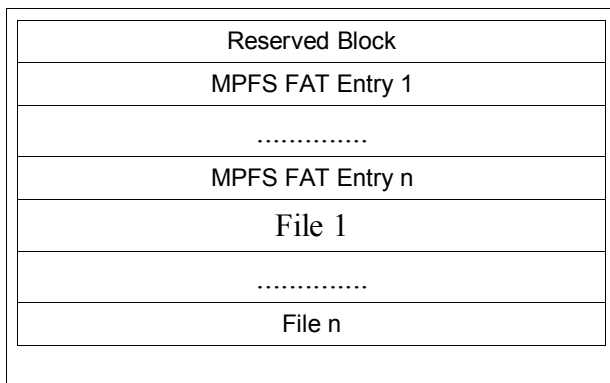 Reserved Block
MPFS FAT Entry 1
..............
MPFS FAT Entry n
File 1
..............
File n